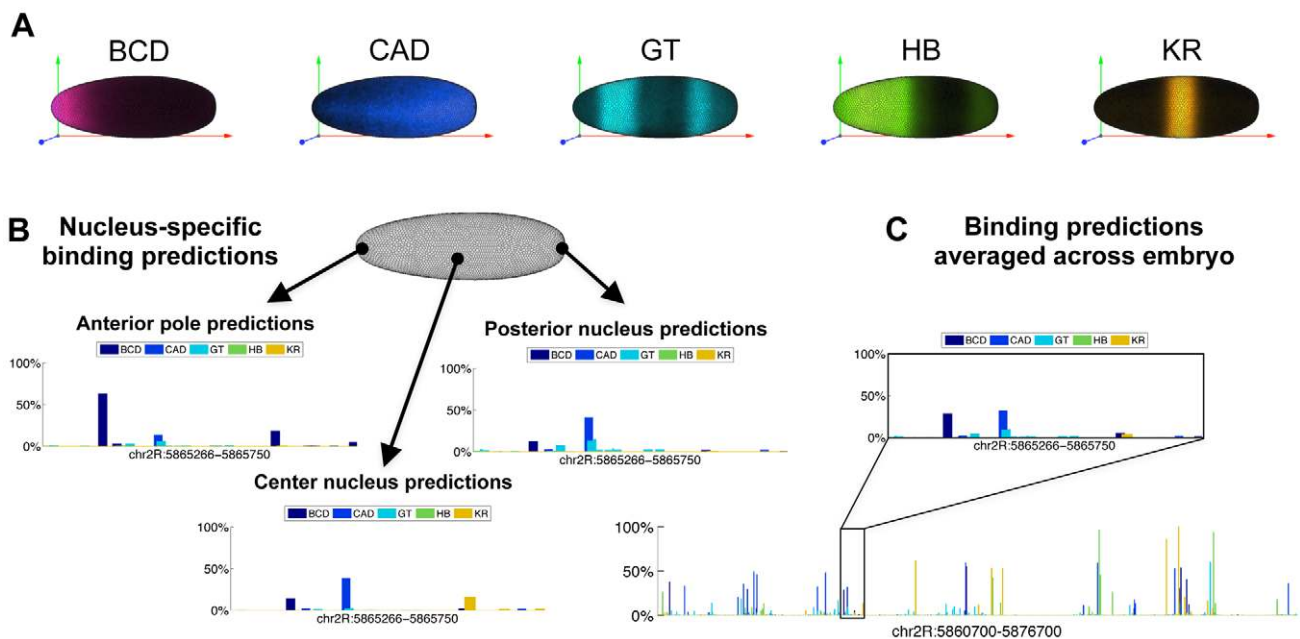 A
BCD CAD GT HB KR
B Nucleus-specific
binding predictions
C Binding predictions
averaged across embryo
Anterior pole predictions
BCD CAD GT HB KR
100%
50%
0%
chr2R:5865266−5865750
Posterior nucleus predictions
BCD CAD GT HB KR
100%
50%
0%
chr2R:5865266−5865750
Center nucleus predictions
BCD CAD GT HB KR
100%
50%
0%
chr2R:5865266−5865750
BCD CAD GT HB KR
100%
50%
0%
chr2R:5865266−5865750
100%
50%
0%
chr2R:5860700-5876700